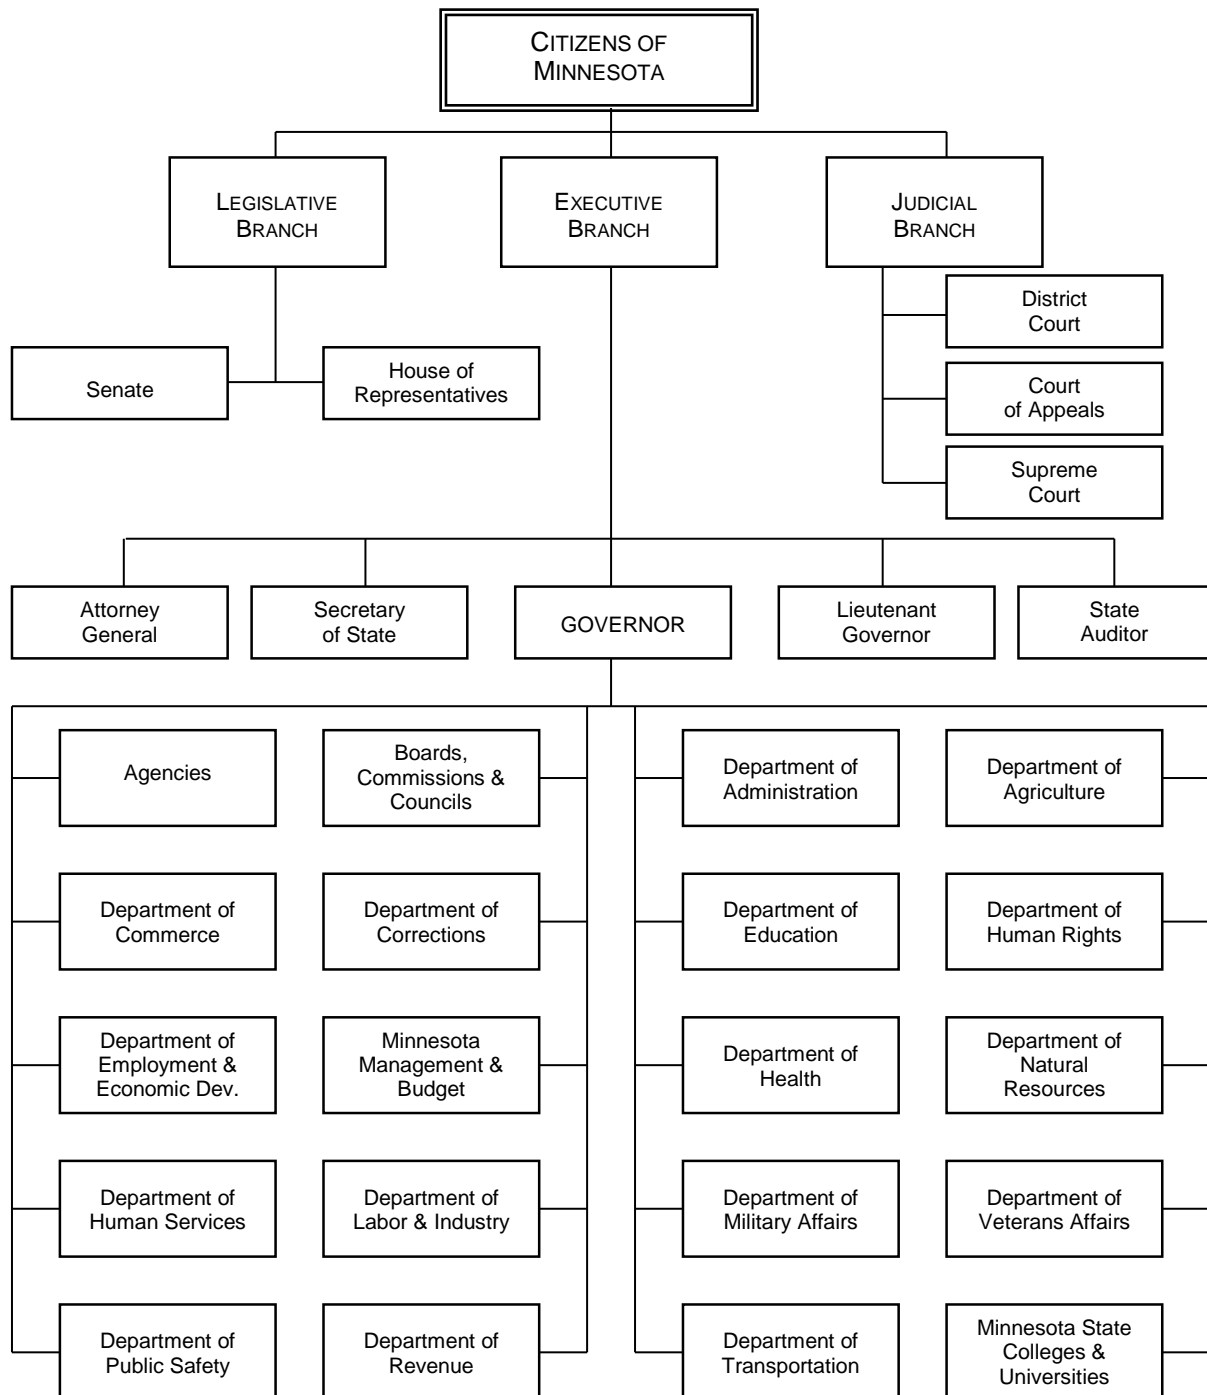 CITIZENS OF
MINNESOTA
LEGISLATIVE
BRANCH
EXECUTIVE
BRANCH
JUDICIAL
BRANCH
District
Court
Senate
House of
Representatives
Court
of Appeals
Supreme
Court
Attorney
General
Secretary
of State
GOVERNOR
Lieutenant
Governor
State
Auditor
Agencies
Boards,
Commissions &
Councils
Department of
Administration
Department of
Agriculture
Department of
Commerce
Department of
Corrections
Department of
Education
Department of
Human Rights
Department of
Employment &
Economic Dev.
Minnesota
Management &
Budget
Department of
Health
Department of
Natural
Resources
Department of
Human Services
Department of
Labor & Industry
Department of
Military Affairs
Department of
Veterans Affairs
Department of
Public Safety
Department of
Revenue
Department of
Transportation
Minnesota State
Colleges &
Universities